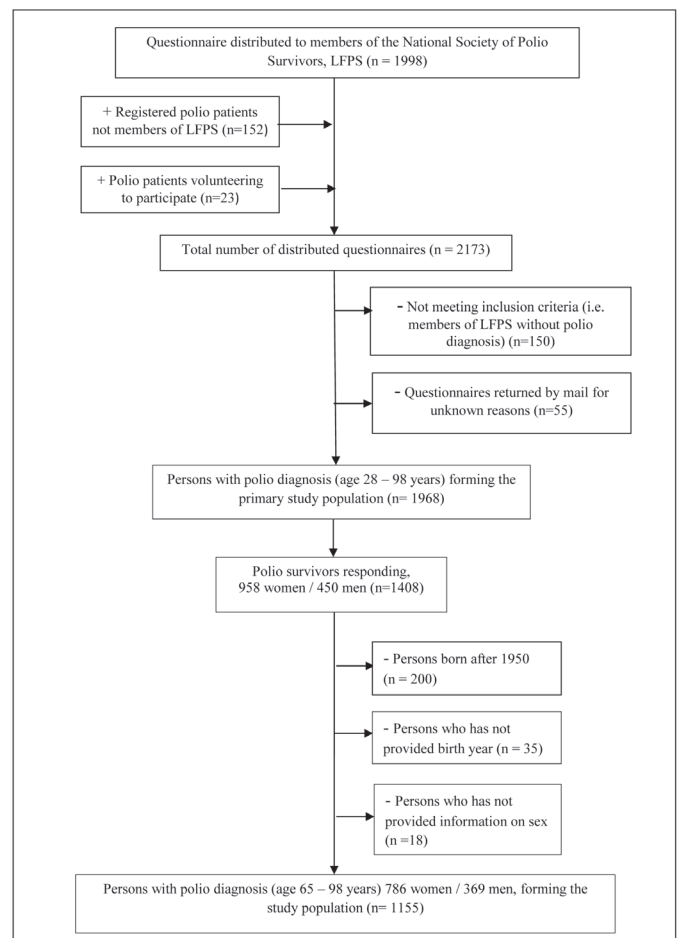 Questionnaire distributed to members of the National Society of Polio
Survivors, LFPS (n = 1998)
+ Registered polio patients
not members of LFPS (n=152)
+ Polio patients volunteering
to participate (n=23)
Total number of distributed questionnaires (n = 2173)
- Not meeting inclusion criteria (i.e.
members of LFPS without polio
diagnosis) (n=150)
- Questionnaires returned by mail for
unknown reasons (n=55)
Persons with polio diagnosis (age 28 – 98 years) forming the
primary study population (n= 1968)
Polio survivors responding,
958 women / 450 men (n=1408)
- Persons born after 1950
(n = 200)
- Persons who has not
provided birth year (n = 35)
- Persons who has not
provided information on sex
(n =18)
Persons with polio diagnosis (age 65 – 98 years) 786 women / 369 men, forming the
study population (n = 1155)